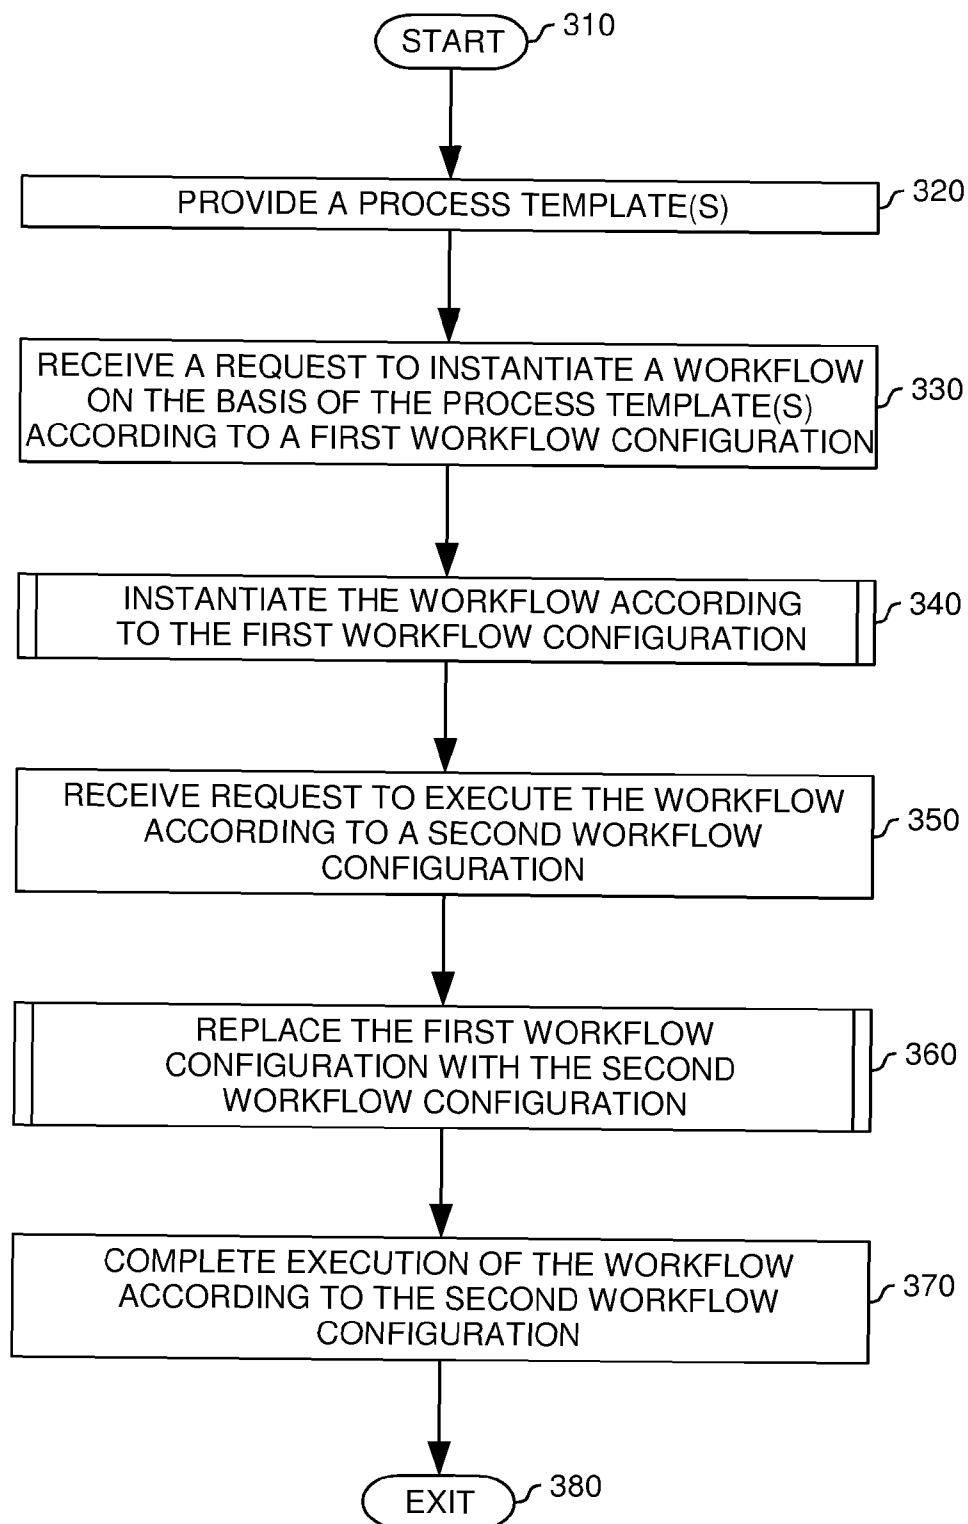 START
310
PROVIDE A PROCESS TEMPLATE(S)
320
RECEIVE A REQUEST TO INSTANTIATE A WORKFLOW
ON THE BASIS OF THE PROCESS TEMPLATE(S)
ACCORDING TO A FIRST WORKFLOW CONFIGURATION
330
INSTANTIATE THE WORKFLOW ACCORDING
TO THE FIRST WORKFLOW CONFIGURATION
340
RECEIVE REQUEST TO EXECUTE THE WORKFLOW
ACCORDING TO A SECOND WORKFLOW
CONFIGURATION
350
REPLACE THE FIRST WORKFLOW
CONFIGURATION WITH THE SECOND
WORKFLOW CONFIGURATION
360
COMPLETE EXECUTION OF THE WORKFLOW
ACCORDING TO THE SECOND WORKFLOW
CONFIGURATION
370
EXIT
380